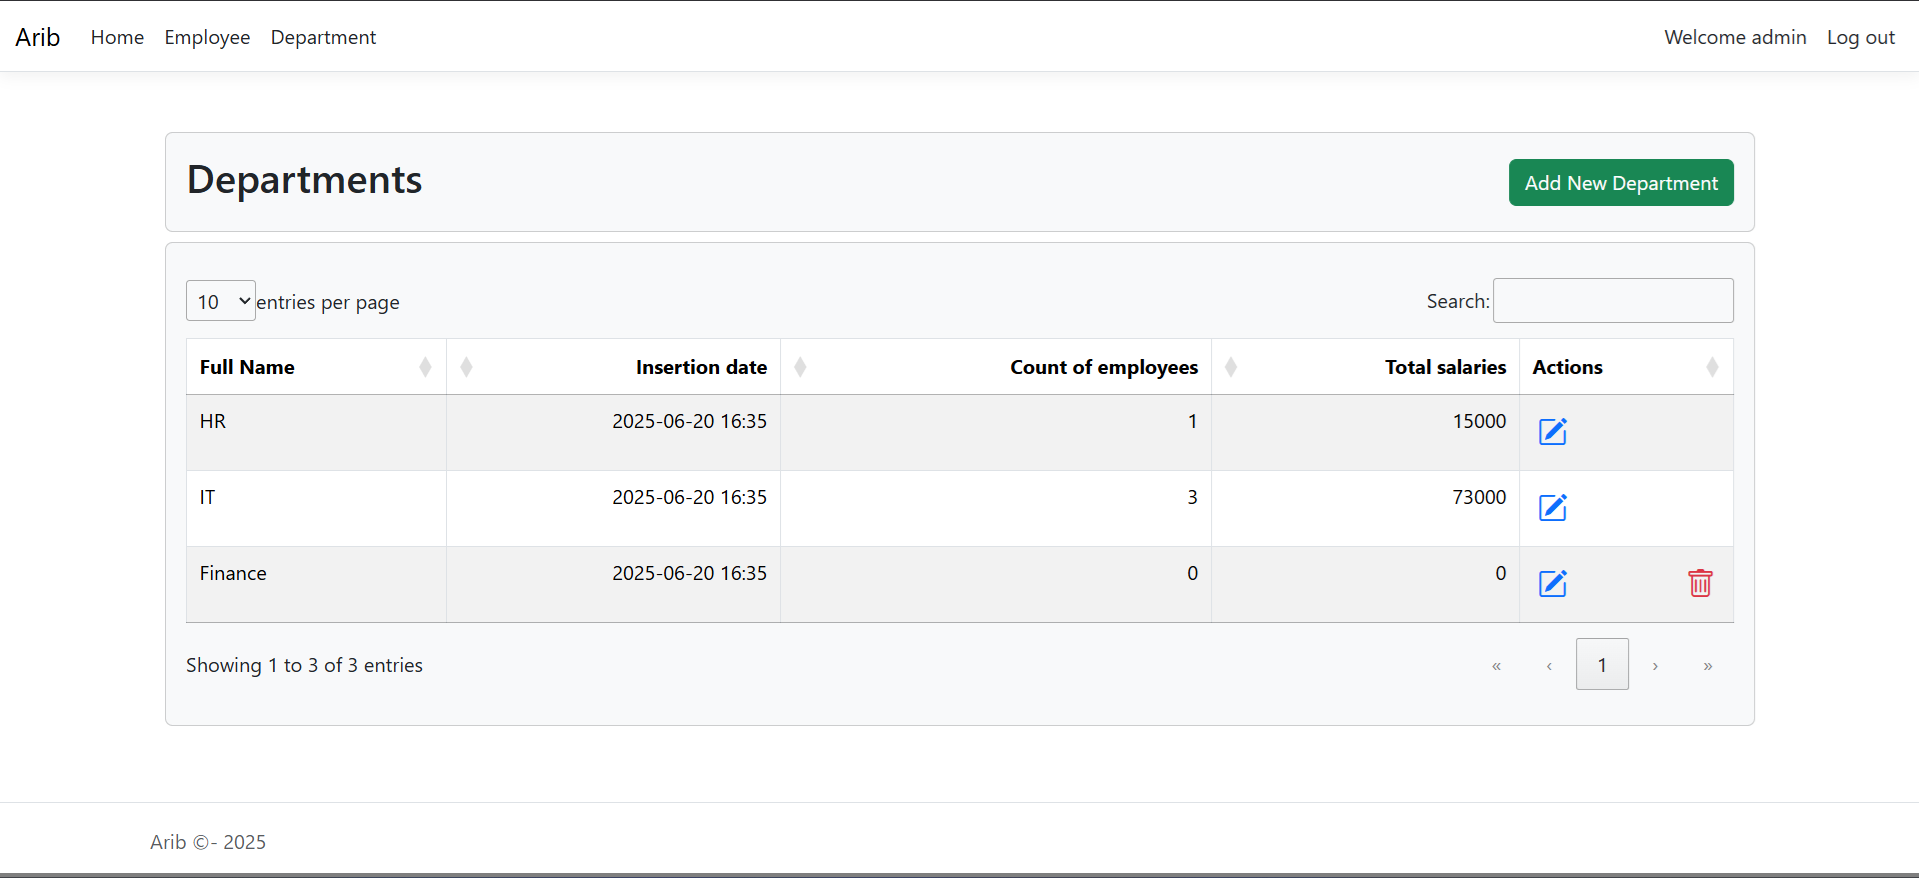 Arib Home Employee Department Welcome admin Log out
Departments
Add New Department
10 entries per page Search:
Full Name Insertion date Count of employees Total salaries Actions
HR 2025-06-20 16:35 1 15000
IT 2025-06-20 16:35 3 73000
Finance 2025-06-20 16:35 0 0
Showing 1 to 3 of 3 entries « ‹ 1 › »
Arib ©- 2025